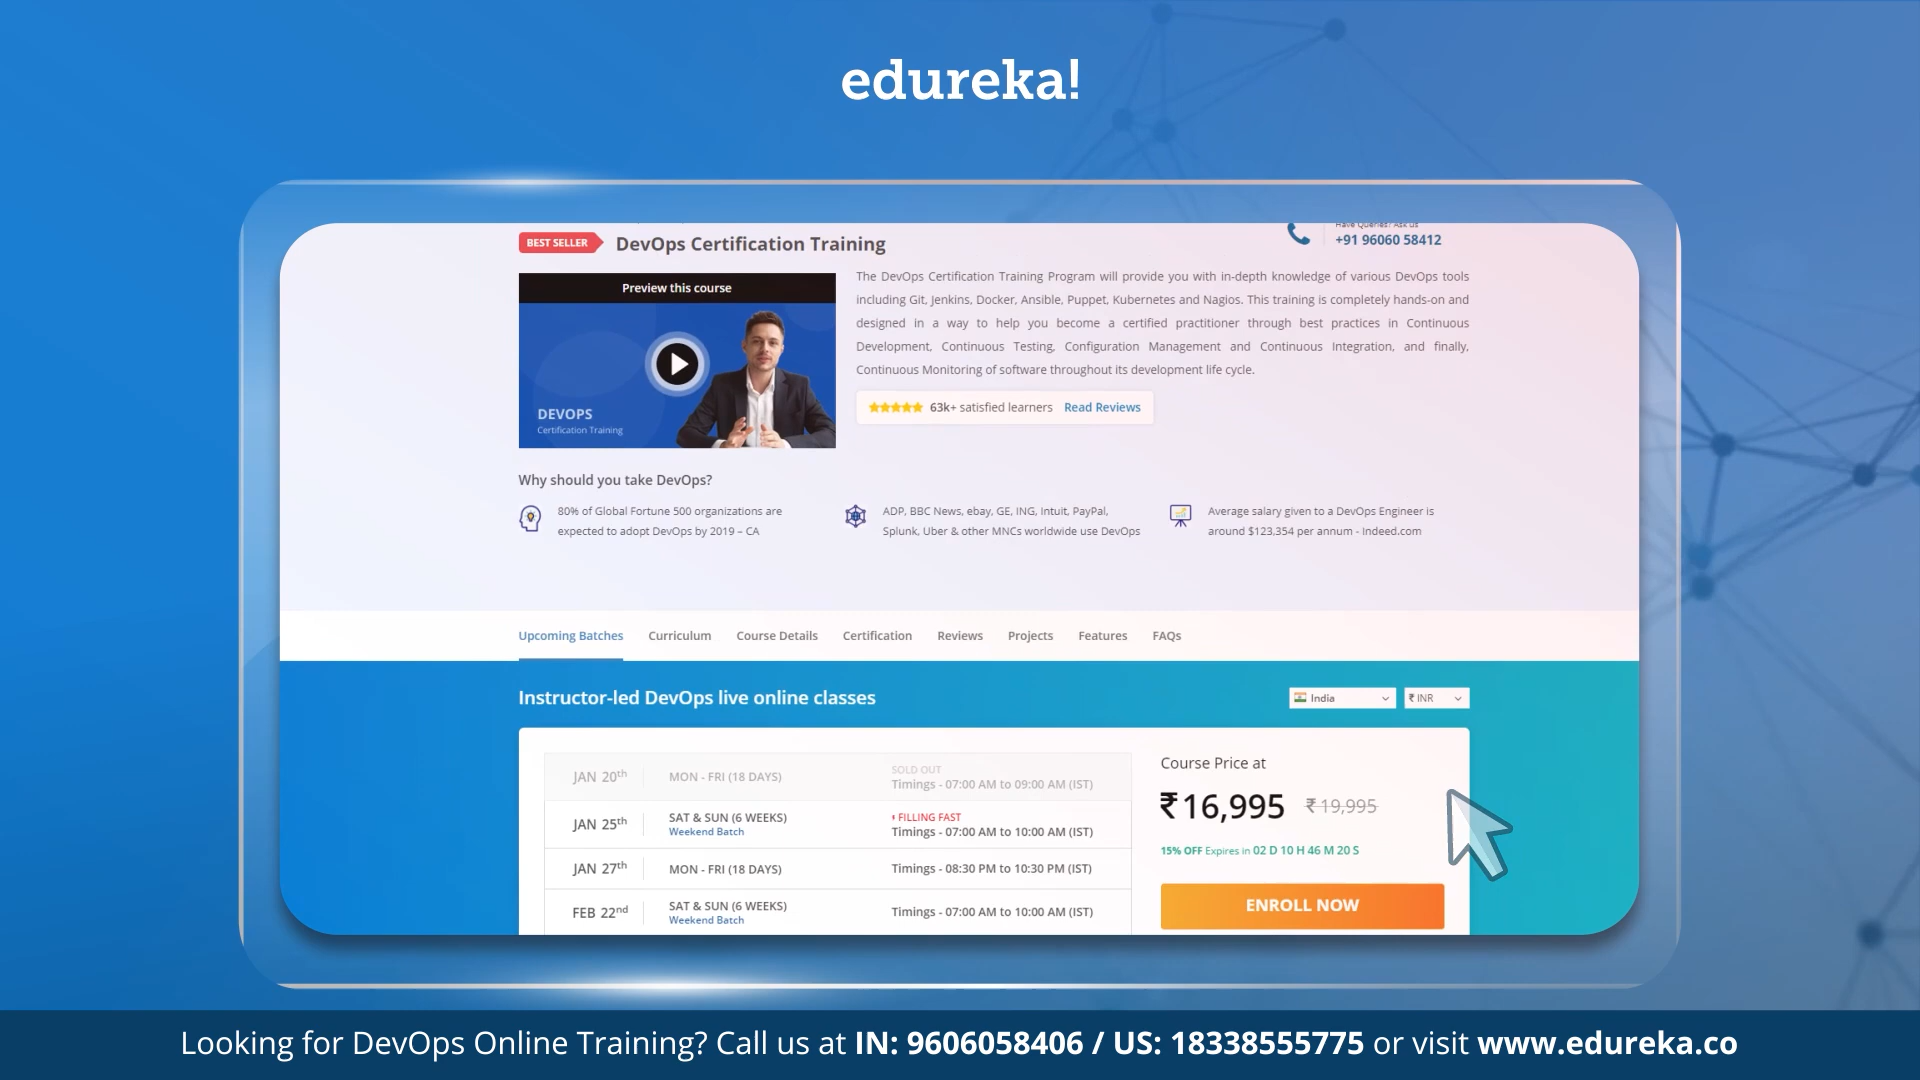 edureka!
BEST SELLER
DevOps Certification Training
Have Queries? Ask us
+91 96060 58412
Preview this course
DEVOPS
Certification Training
The DevOps Certification Training Program will provide you with in-depth knowledge of various DevOps tools
including Git, Jenkins, Docker, Ansible, Puppet, Kubernetes and Nagios. This training is completely hands-on and
designed in a way to help you become a certified practitioner through best practices in Continuous
Development, Continuous Testing, Configuration Management and Continuous Integration, and finally,
Continuous Monitoring of software throughout its development life cycle.
63k+ satisfied learners Read Reviews
Why should you take DevOps?
80% of Global Fortune 500 organizations are
expected to adopt DevOps by 2019 – CA
ADP, BBC News, ebay, GE, ING, Intuit, PayPal,
Splunk, Uber & other MNCs worldwide use DevOps
Average salary given to a DevOps Engineer is
around $123,354 per annum - Indeed.com
Upcoming Batches Curriculum Course Details Certification Reviews Projects Features FAQs
Instructor-led DevOps live online classes
India
₹ INR
JAN 20th MON - FRI (18 DAYS)
SOLD OUT
Timings - 07:00 AM to 09:00 AM (IST)
JAN 25th
SAT & SUN (6 WEEKS)
Weekend Batch
FILLING FAST
Timings - 07:00 AM to 10:00 AM (IST)
JAN 27th MON - FRI (18 DAYS) Timings - 08:30 PM to 10:30 PM (IST)
FEB 22nd
SAT & SUN (6 WEEKS)
Weekend Batch
Timings - 07:00 AM to 10:00 AM (IST)
Course Price at
₹16,995 ₹19,995
15% OFF Expires in 02 D 10 H 46 M 20 S
ENROLL NOW
Looking for DevOps Online Training? Call us at IN: 9606058406 / US: 18338555775 or visit www.edureka.co